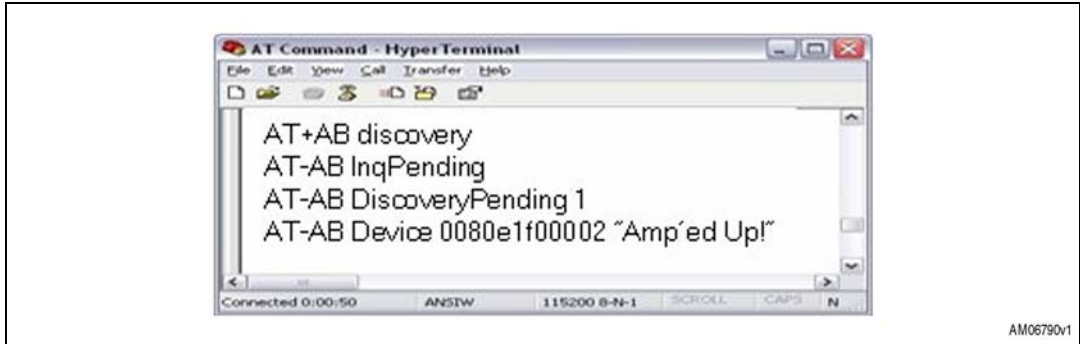 AT Command - HyperTerminal
File Edit View Call Transfer Help
AT+AB discovery
AT-AB InqPending
AT-AB DiscoveryPending 1
AT-AB Device 0080e1f00002 ˝Amp´ed Up!˝
Connected 0:00:50 ANSIW 115200 8-N-1 SCROLL CAPS N
AM06790v1